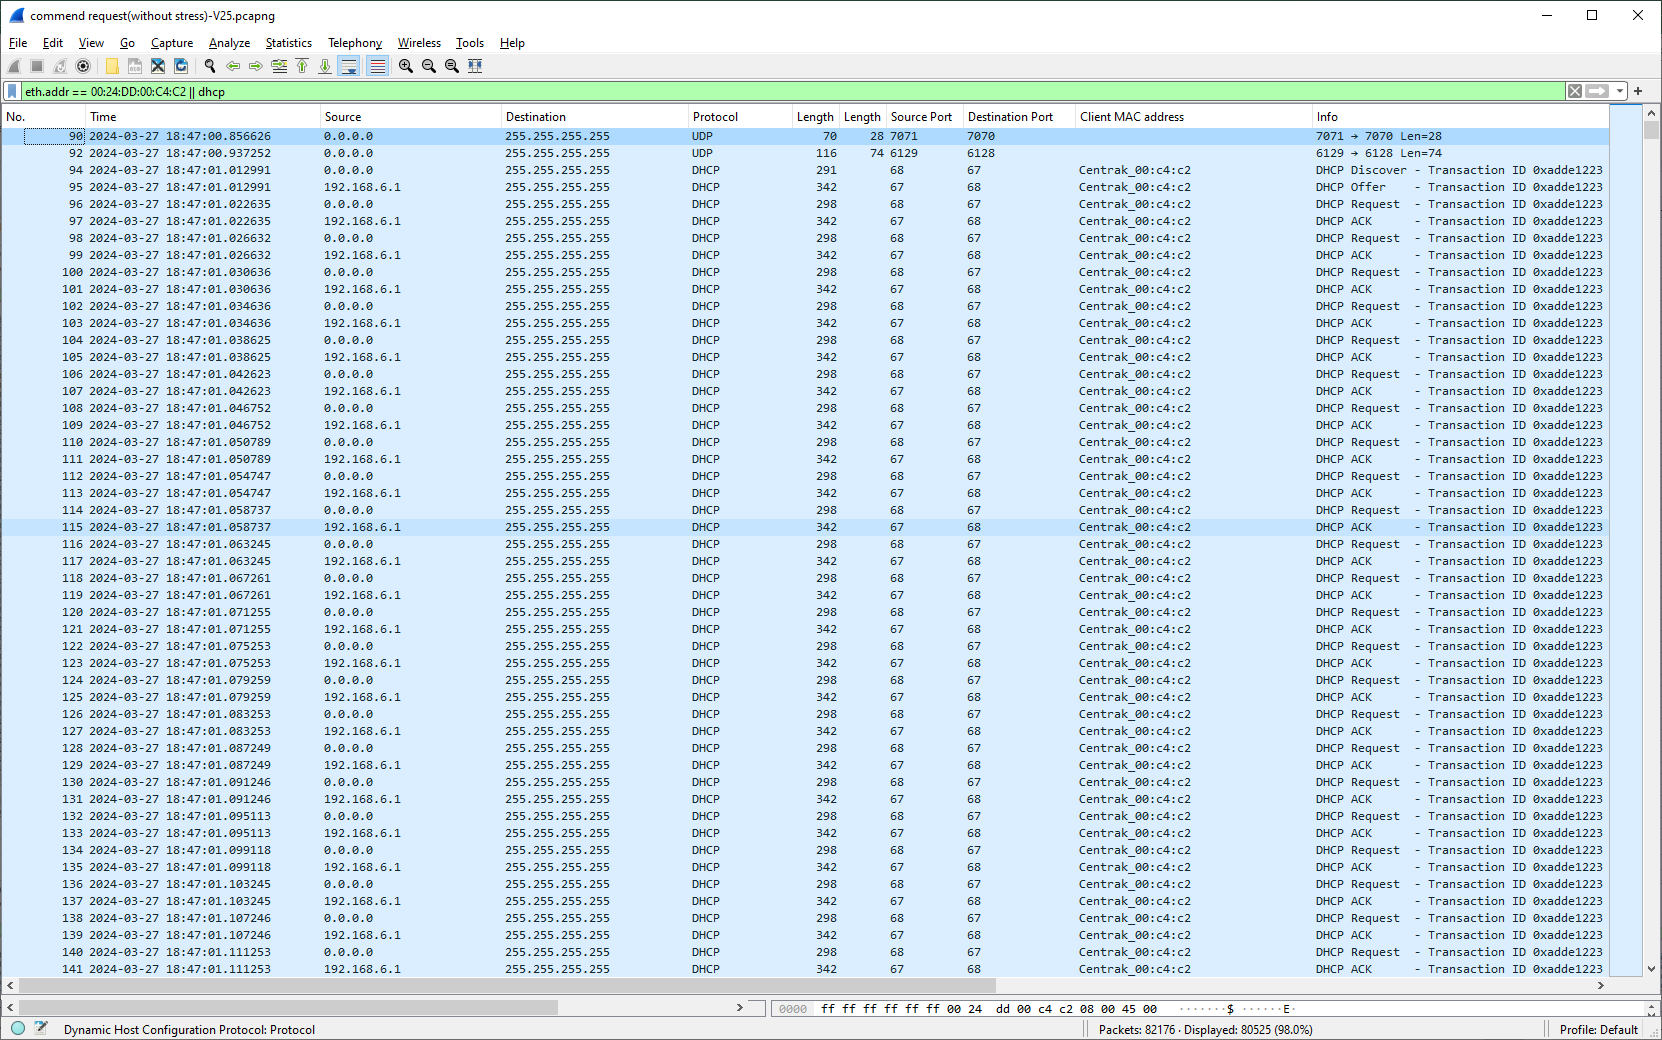 commend request(without stress)-V25.pcapng
File Edit View Go Capture Analyze Statistics Telephony Wireless Tools Help
eth.addr == 00:24:DD:00:C4:C2 || dhcp
No. Time Source Destination Protocol Length Length Source Port Destination Port Client MAC address Info
90 2024-03-27 18:47:00.856626 0.0.0.0 255.255.255.255 UDP 70 28 7071 7070 7071 → 7070 Len=28
92 2024-03-27 18:47:00.937252 0.0.0.0 255.255.255.255 UDP 116 74 6129 6128 6129 → 6128 Len=74
94 2024-03-27 18:47:01.012991 0.0.0.0 255.255.255.255 DHCP 291 68 67 Centrak_00:c4:c2 DHCP Discover - Transaction ID 0xadde1223
95 2024-03-27 18:47:01.012991 192.168.6.1 255.255.255.255 DHCP 342 67 68 Centrak_00:c4:c2 DHCP Offer - Transaction ID 0xadde1223
96 2024-03-27 18:47:01.022635 0.0.0.0 255.255.255.255 DHCP 298 68 67 Centrak_00:c4:c2 DHCP Request - Transaction ID 0xadde1223
97 2024-03-27 18:47:01.022635 192.168.6.1 255.255.255.255 DHCP 342 67 68 Centrak_00:c4:c2 DHCP ACK - Transaction ID 0xadde1223
98 2024-03-27 18:47:01.026632 0.0.0.0 255.255.255.255 DHCP 298 68 67 Centrak_00:c4:c2 DHCP Request - Transaction ID 0xadde1223
99 2024-03-27 18:47:01.026632 192.168.6.1 255.255.255.255 DHCP 342 67 68 Centrak_00:c4:c2 DHCP ACK - Transaction ID 0xadde1223
100 2024-03-27 18:47:01.030636 0.0.0.0 255.255.255.255 DHCP 298 68 67 Centrak_00:c4:c2 DHCP Request - Transaction ID 0xadde1223
101 2024-03-27 18:47:01.030636 192.168.6.1 255.255.255.255 DHCP 342 67 68 Centrak_00:c4:c2 DHCP ACK - Transaction ID 0xadde1223
102 2024-03-27 18:47:01.034636 0.0.0.0 255.255.255.255 DHCP 298 68 67 Centrak_00:c4:c2 DHCP Request - Transaction ID 0xadde1223
103 2024-03-27 18:47:01.034636 192.168.6.1 255.255.255.255 DHCP 342 67 68 Centrak_00:c4:c2 DHCP ACK - Transaction ID 0xadde1223
104 2024-03-27 18:47:01.038625 0.0.0.0 255.255.255.255 DHCP 298 68 67 Centrak_00:c4:c2 DHCP Request - Transaction ID 0xadde1223
105 2024-03-27 18:47:01.038625 192.168.6.1 255.255.255.255 DHCP 342 67 68 Centrak_00:c4:c2 DHCP ACK - Transaction ID 0xadde1223
106 2024-03-27 18:47:01.042623 0.0.0.0 255.255.255.255 DHCP 298 68 67 Centrak_00:c4:c2 DHCP Request - Transaction ID 0xadde1223
107 2024-03-27 18:47:01.042623 192.168.6.1 255.255.255.255 DHCP 342 67 68 Centrak_00:c4:c2 DHCP ACK - Transaction ID 0xadde1223
108 2024-03-27 18:47:01.046752 0.0.0.0 255.255.255.255 DHCP 298 68 67 Centrak_00:c4:c2 DHCP Request - Transaction ID 0xadde1223
109 2024-03-27 18:47:01.046752 192.168.6.1 255.255.255.255 DHCP 342 67 68 Centrak_00:c4:c2 DHCP ACK - Transaction ID 0xadde1223
110 2024-03-27 18:47:01.050789 0.0.0.0 255.255.255.255 DHCP 298 68 67 Centrak_00:c4:c2 DHCP Request - Transaction ID 0xadde1223
111 2024-03-27 18:47:01.050789 192.168.6.1 255.255.255.255 DHCP 342 67 68 Centrak_00:c4:c2 DHCP ACK - Transaction ID 0xadde1223
112 2024-03-27 18:47:01.054747 0.0.0.0 255.255.255.255 DHCP 298 68 67 Centrak_00:c4:c2 DHCP Request - Transaction ID 0xadde1223
113 2024-03-27 18:47:01.054747 192.168.6.1 255.255.255.255 DHCP 342 67 68 Centrak_00:c4:c2 DHCP ACK - Transaction ID 0xadde1223
114 2024-03-27 18:47:01.058737 0.0.0.0 255.255.255.255 DHCP 298 68 67 Centrak_00:c4:c2 DHCP Request - Transaction ID 0xadde1223
115 2024-03-27 18:47:01.058737 192.168.6.1 255.255.255.255 DHCP 342 67 68 Centrak_00:c4:c2 DHCP ACK - Transaction ID 0xadde1223
116 2024-03-27 18:47:01.063245 0.0.0.0 255.255.255.255 DHCP 298 68 67 Centrak_00:c4:c2 DHCP Request - Transaction ID 0xadde1223
117 2024-03-27 18:47:01.063245 192.168.6.1 255.255.255.255 DHCP 342 67 68 Centrak_00:c4:c2 DHCP ACK - Transaction ID 0xadde1223
118 2024-03-27 18:47:01.067261 0.0.0.0 255.255.255.255 DHCP 298 68 67 Centrak_00:c4:c2 DHCP Request - Transaction ID 0xadde1223
119 2024-03-27 18:47:01.067261 192.168.6.1 255.255.255.255 DHCP 342 67 68 Centrak_00:c4:c2 DHCP ACK - Transaction ID 0xadde1223
120 2024-03-27 18:47:01.071255 0.0.0.0 255.255.255.255 DHCP 298 68 67 Centrak_00:c4:c2 DHCP Request - Transaction ID 0xadde1223
121 2024-03-27 18:47:01.071255 192.168.6.1 255.255.255.255 DHCP 342 67 68 Centrak_00:c4:c2 DHCP ACK - Transaction ID 0xadde1223
122 2024-03-27 18:47:01.075253 0.0.0.0 255.255.255.255 DHCP 298 68 67 Centrak_00:c4:c2 DHCP Request - Transaction ID 0xadde1223
123 2024-03-27 18:47:01.075253 192.168.6.1 255.255.255.255 DHCP 342 67 68 Centrak_00:c4:c2 DHCP ACK - Transaction ID 0xadde1223
124 2024-03-27 18:47:01.079259 0.0.0.0 255.255.255.255 DHCP 298 68 67 Centrak_00:c4:c2 DHCP Request - Transaction ID 0xadde1223
125 2024-03-27 18:47:01.079259 192.168.6.1 255.255.255.255 DHCP 342 67 68 Centrak_00:c4:c2 DHCP ACK - Transaction ID 0xadde1223
126 2024-03-27 18:47:01.083253 0.0.0.0 255.255.255.255 DHCP 298 68 67 Centrak_00:c4:c2 DHCP Request - Transaction ID 0xadde1223
127 2024-03-27 18:47:01.083253 192.168.6.1 255.255.255.255 DHCP 342 67 68 Centrak_00:c4:c2 DHCP ACK - Transaction ID 0xadde1223
128 2024-03-27 18:47:01.087249 0.0.0.0 255.255.255.255 DHCP 298 68 67 Centrak_00:c4:c2 DHCP Request - Transaction ID 0xadde1223
129 2024-03-27 18:47:01.087249 192.168.6.1 255.255.255.255 DHCP 342 67 68 Centrak_00:c4:c2 DHCP ACK - Transaction ID 0xadde1223
130 2024-03-27 18:47:01.091246 0.0.0.0 255.255.255.255 DHCP 298 68 67 Centrak_00:c4:c2 DHCP Request - Transaction ID 0xadde1223
131 2024-03-27 18:47:01.091246 192.168.6.1 255.255.255.255 DHCP 342 67 68 Centrak_00:c4:c2 DHCP ACK - Transaction ID 0xadde1223
132 2024-03-27 18:47:01.095113 0.0.0.0 255.255.255.255 DHCP 298 68 67 Centrak_00:c4:c2 DHCP Request - Transaction ID 0xadde1223
133 2024-03-27 18:47:01.095113 192.168.6.1 255.255.255.255 DHCP 342 67 68 Centrak_00:c4:c2 DHCP ACK - Transaction ID 0xadde1223
134 2024-03-27 18:47:01.099118 0.0.0.0 255.255.255.255 DHCP 298 68 67 Centrak_00:c4:c2 DHCP Request - Transaction ID 0xadde1223
135 2024-03-27 18:47:01.099118 192.168.6.1 255.255.255.255 DHCP 342 67 68 Centrak_00:c4:c2 DHCP ACK - Transaction ID 0xadde1223
136 2024-03-27 18:47:01.103245 0.0.0.0 255.255.255.255 DHCP 298 68 67 Centrak_00:c4:c2 DHCP Request - Transaction ID 0xadde1223
137 2024-03-27 18:47:01.103245 192.168.6.1 255.255.255.255 DHCP 342 67 68 Centrak_00:c4:c2 DHCP ACK - Transaction ID 0xadde1223
138 2024-03-27 18:47:01.107246 0.0.0.0 255.255.255.255 DHCP 298 68 67 Centrak_00:c4:c2 DHCP Request - Transaction ID 0xadde1223
139 2024-03-27 18:47:01.107246 192.168.6.1 255.255.255.255 DHCP 342 67 68 Centrak_00:c4:c2 DHCP ACK - Transaction ID 0xadde1223
140 2024-03-27 18:47:01.111253 0.0.0.0 255.255.255.255 DHCP 298 68 67 Centrak_00:c4:c2 DHCP Request - Transaction ID 0xadde1223
141 2024-03-27 18:47:01.111253 192.168.6.1 255.255.255.255 DHCP 342 67 68 Centrak_00:c4:c2 DHCP ACK - Transaction ID 0xadde1223
0000 ff ff ff ff ff ff 00 24 dd 00 c4 c2 08 00 45 00 ·······$ ······E·
Dynamic Host Configuration Protocol: Protocol Packets: 82176 · Displayed: 80525 (98.0%) Profile: Default